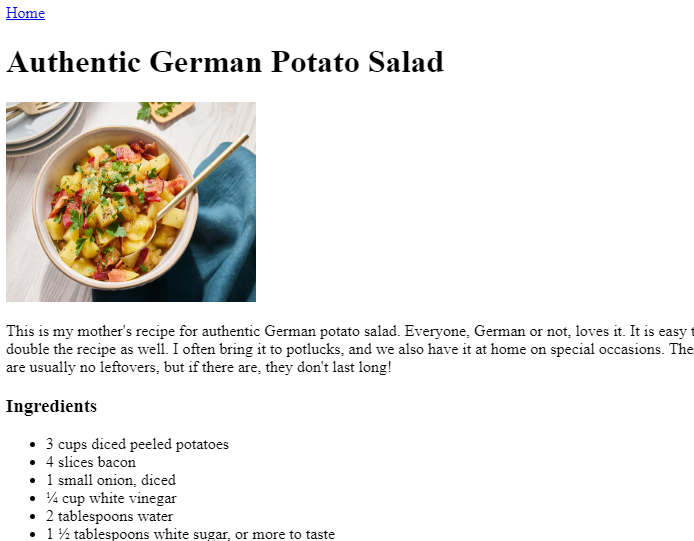 Home
Authentic German Potato Salad
This is my mother's recipe for authentic German potato salad. Everyone, German or not, loves it. It is easy
double the recipe as well. I often bring it to potlucks, and we also have it at home on special occasions.
are usually no leftovers, but if there are, they don't last long!
Ingredients
• 3 cups diced peeled potatoes
• 4 slices bacon
• 1 small onion, diced
• ¼ cup white vinegar
• 2 tablespoons water
• 1 ½ tablespoons white sugar, or more to taste